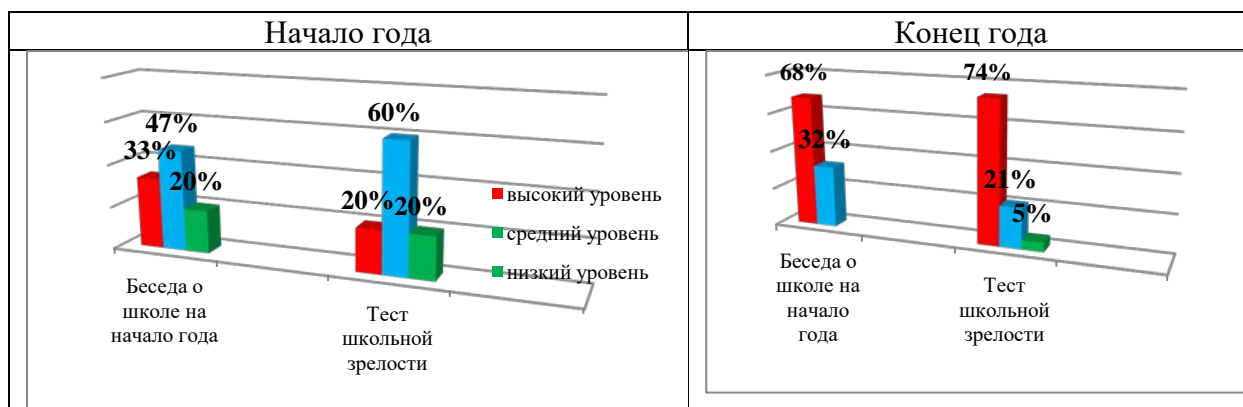 Начало года
Конец года
47%
33%
20%
60%
20%
20%
высокий уровень
средний уровень
низкий уровень
Беседа о
школе на
начало года
Тест
школьной
зрелости
68%
32%
74%
21%
5%
Беседа о
школе на
начало
года
Тест
школьной
зрелости